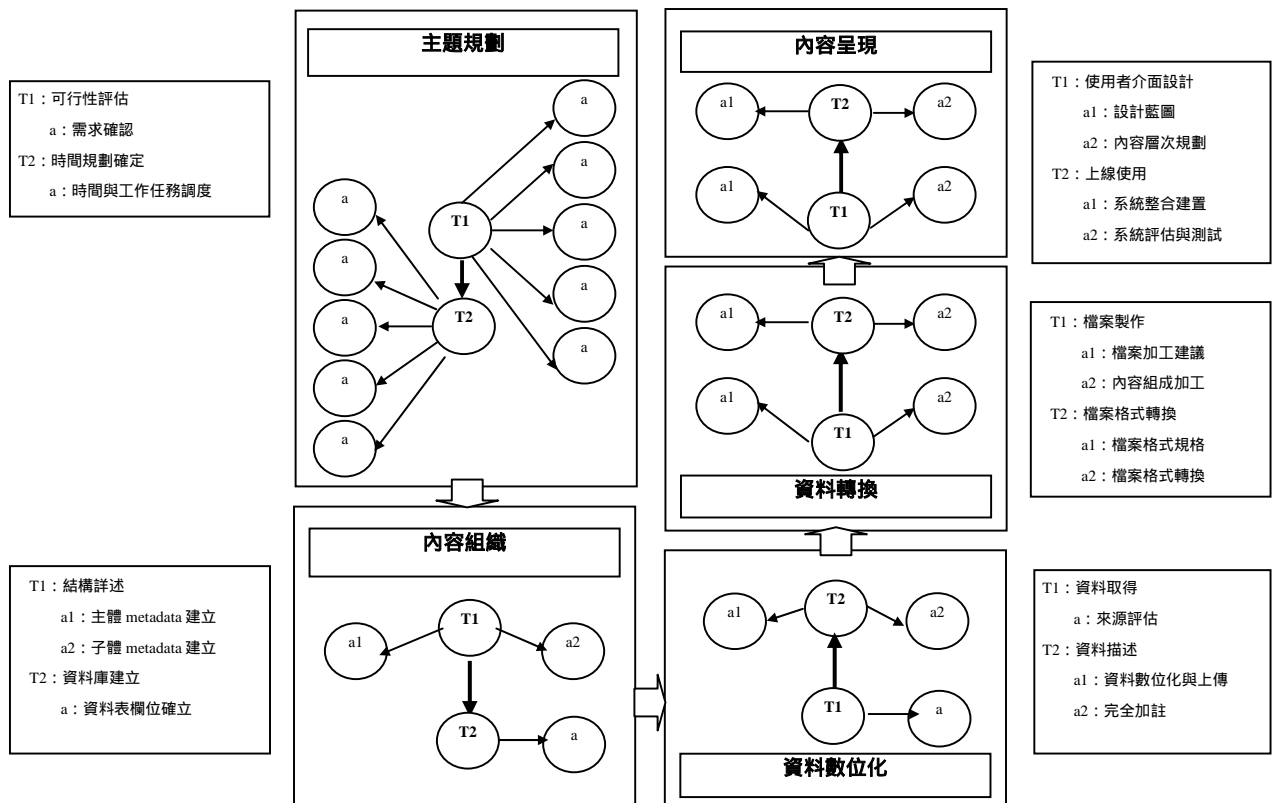 主題規劃
T1：可行性評估
a：需求確認
T2：時間規劃確定
a：時間與工作任務調度
a
a
a
T1
a
a
a
a
T2
a
a
a
內容組織
T1：結構詳述
a1：主體 metadata 建立
a2：子體 metadata 建立
T2：資料庫建立
a：資料表欄位確立
T1
a1
a2
T2
a
資料數位化
T2
a1
a2
T1
a
T1：資料取得
a：來源評估
T2：資料描述
a1：資料數位化與上傳
a2：完全加註
資料轉換
a1
T2
a2
a1
a2
T1
T1：檔案製作
a1：檔案加工建議
a2：內容組成加工
T2：檔案格式轉換
a1：檔案格式規格
a2：檔案格式轉換
內容呈現
a1
T2
a2
a1
a2
T1
T1：使用者介面設計
a1：設計藍圖
a2：內容層次規劃
T2：上線使用
a1：系統整合建置
a2：系統評估與測試